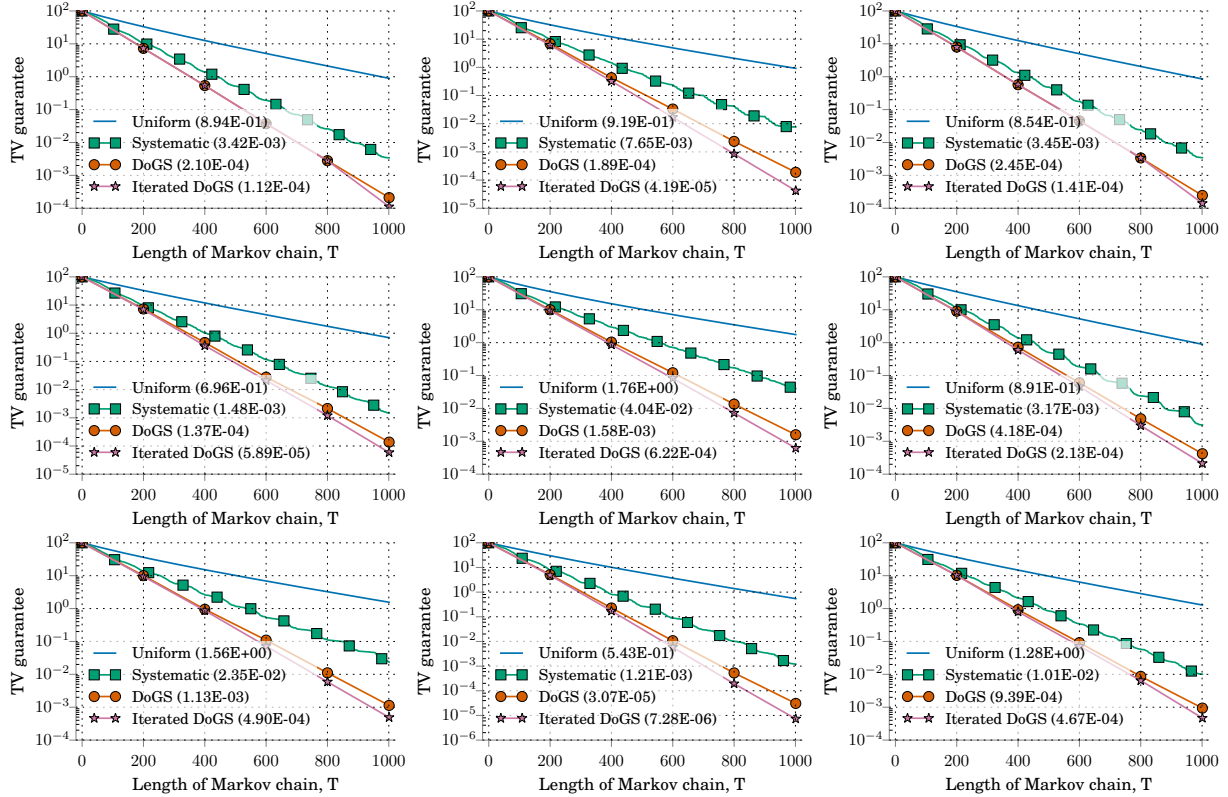 10^2
10^1
10^0
10^-1
10^-2
10^-3
10^-4
TV guarantee
Uniform (8.94E-01)
Systematic (3.42E-03)
DoGS (2.10E-04)
Iterated DoGS (1.12E-04)
0 200 400 600 800 1000
Length of Markov chain, T
10^2
10^1
10^0
10^-1
10^-2
10^-3
10^-4
10^-5
TV guarantee
Uniform (9.19E-01)
Systematic (7.65E-03)
DoGS (1.89E-04)
Iterated DoGS (4.19E-05)
0 200 400 600 800 1000
Length of Markov chain, T
10^2
10^1
10^0
10^-1
10^-2
10^-3
10^-4
TV guarantee
Uniform (8.54E-01)
Systematic (3.45E-03)
DoGS (2.45E-04)
Iterated DoGS (1.41E-04)
0 200 400 600 800 1000
Length of Markov chain, T
10^2
10^1
10^0
10^-1
10^-2
10^-3
10^-4
10^-5
TV guarantee
Uniform (6.96E-01)
Systematic (1.48E-03)
DoGS (1.37E-04)
Iterated DoGS (5.89E-05)
0 200 400 600 800 1000
Length of Markov chain, T
10^2
10^1
10^0
10^-1
10^-2
10^-3
10^-4
TV guarantee
Uniform (1.76E+00)
Systematic (4.04E-02)
DoGS (1.58E-03)
Iterated DoGS (6.22E-04)
0 200 400 600 800 1000
Length of Markov chain, T
10^2
10^1
10^0
10^-1
10^-2
10^-3
10^-4
TV guarantee
Uniform (8.91E-01)
Systematic (3.17E-03)
DoGS (4.18E-04)
Iterated DoGS (2.13E-04)
0 200 400 600 800 1000
Length of Markov chain, T
10^2
10^1
10^0
10^-1
10^-2
10^-3
10^-4
TV guarantee
Uniform (1.56E+00)
Systematic (2.35E-02)
DoGS (1.13E-03)
Iterated DoGS (4.90E-04)
0 200 400 600 800 1000
Length of Markov chain, T
10^2
10^1
10^0
10^-1
10^-2
10^-3
10^-4
10^-5
10^-6
TV guarantee
Uniform (5.43E-01)
Systematic (1.21E-03)
DoGS (3.07E-05)
Iterated DoGS (7.28E-06)
0 200 400 600 800 1000
Length of Markov chain, T
10^2
10^1
10^0
10^-1
10^-2
10^-3
10^-4
TV guarantee
Uniform (1.28E+00)
Systematic (1.01E-02)
DoGS (9.39E-04)
Iterated DoGS (4.67E-04)
0 200 400 600 800 1000
Length of Markov chain, T